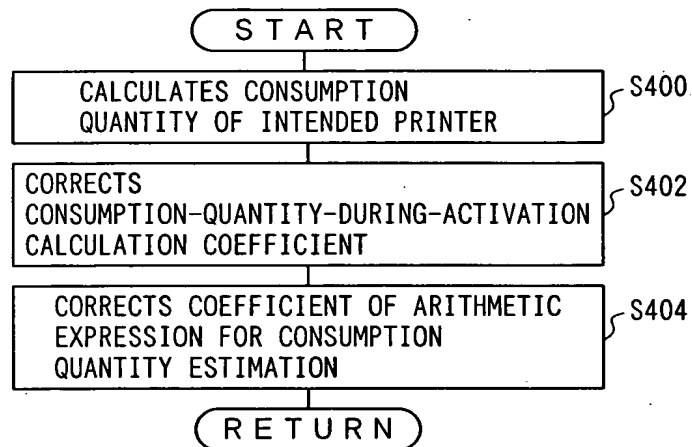 START
CALCULATES CONSUMPTION
QUANTITY OF INTENDED PRINTER
S400
CORRECTS
CONSUMPTION-QUANTITY-DURING-ACTIVATION
CALCULATION COEFFICIENT
S402
CORRECTS COEFFICIENT OF ARITHMETIC
EXPRESSION FOR CONSUMPTION
QUANTITY ESTIMATION
S404
RETURN